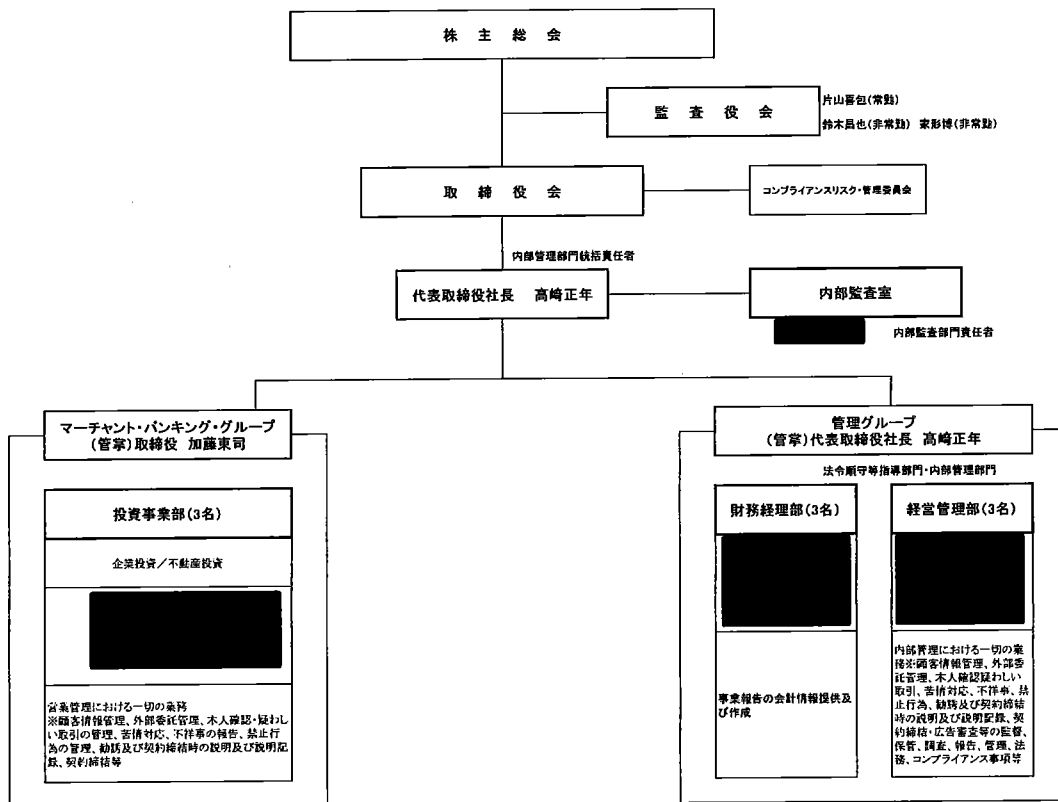 株主総会
監査役会
片山喜包(常勤)
鈴木昌也(非常勤) 家形博(非常勤)
取締役会
コンプライアンスリスク・管理委員会
内部管理部門統括責任者
代表取締役社長 高崎正年
内部監査室
内部監査部門責任者
マーチャント・バンキング・グループ
(管掌)取締役 加藤東司
管理グループ
(管掌)代表取締役社長 高崎正年
法令順守等指導部門・内部管理部門
投資事業部(3名)
企業投資／不動産投資
営業管理における一切の業務
※顧客情報管理、外部委託管理、本人確認・疑わし
い取引の管理、苦情対応、不祥事の報告、禁止行
為の管理、勧誘及び契約締結時の説明及び説明記
録、契約締結等
財務経理部(3名)
事業報告の会計情報提供及
び作成
経営管理部(3名)
内部管理における一切の業
務※顧客情報管理、外部委
託管理、本人確認疑わしい
取引、苦情対応、不祥事、禁
止行為、勧誘及び契約締結
時の説明及び説明記録、契
約締結・広告審査等の監督、
保管、調査、報告、管理、法
務、コンプライアンス事項等